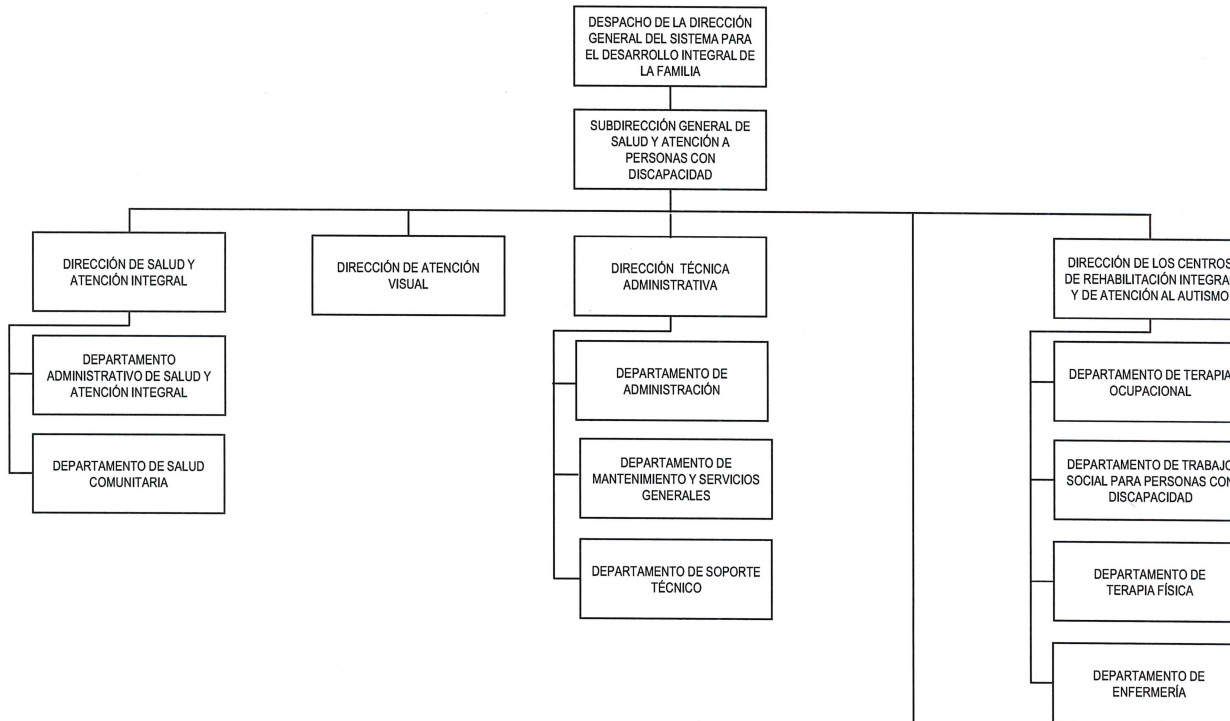 DESPACHO DE LA DIRECCIÓN
GENERAL DEL SISTEMA PARA
EL DESARROLLO INTEGRAL DE
LA FAMILIA
SUBDIRECCIÓN GENERAL DE
SALUD Y ATENCIÓN A
PERSONAS CON
DISCAPACIDAD
DIRECCIÓN DE SALUD Y
ATENCIÓN INTEGRAL
DEPARTAMENTO
ADMINISTRATIVO DE SALUD Y
ATENCIÓN INTEGRAL
DEPARTAMENTO DE SALUD
COMUNITARIA
DIRECCIÓN DE ATENCIÓN
VISUAL
DIRECCIÓN TÉCNICA
ADMINISTRATIVA
DEPARTAMENTO DE
ADMINISTRACIÓN
DEPARTAMENTO DE
MANTENIMIENTO Y SERVICIOS
GENERALES
DEPARTAMENTO DE SOPORTE
TÉCNICO
DIRECCIÓN DE LOS CENTROS
DE REHABILITACIÓN INTEGRAL
Y DE ATENCIÓN AL AUTISMO
DEPARTAMENTO DE TERAPIA
OCUPACIONAL
DEPARTAMENTO DE TRABAJO
SOCIAL PARA PERSONAS CON
DISCAPACIDAD
DEPARTAMENTO DE
TERAPIA FÍSICA
DEPARTAMENTO DE
ENFERMERÍA